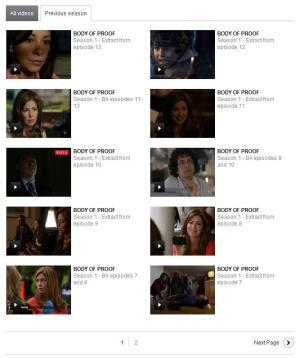 All videos
Previous season
BODY OF PROOF
Season 1 - Extract from
episode 13
BODY OF PROOF
Season 1 - Extract from
episode 12
BODY OF PROOF
Season 1 - BA episodes 11-
13
BODY OF PROOF
Season 1 - Extract from
episode 11
BODY OF PROOF
Season 1 - Extract from
episode 10
BODY OF PROOF
Season 1 - BA episodes 9
and 10
BODY OF PROOF
Season 1 - Extract from
episode 9
BODY OF PROOF
Season 1 - Extract from
episode 8
BODY OF PROOF
Season 1 - BA episodes 7
and 8
BODY OF PROOF
Season 1 - Extract from
episode 7
1 2
Next Page